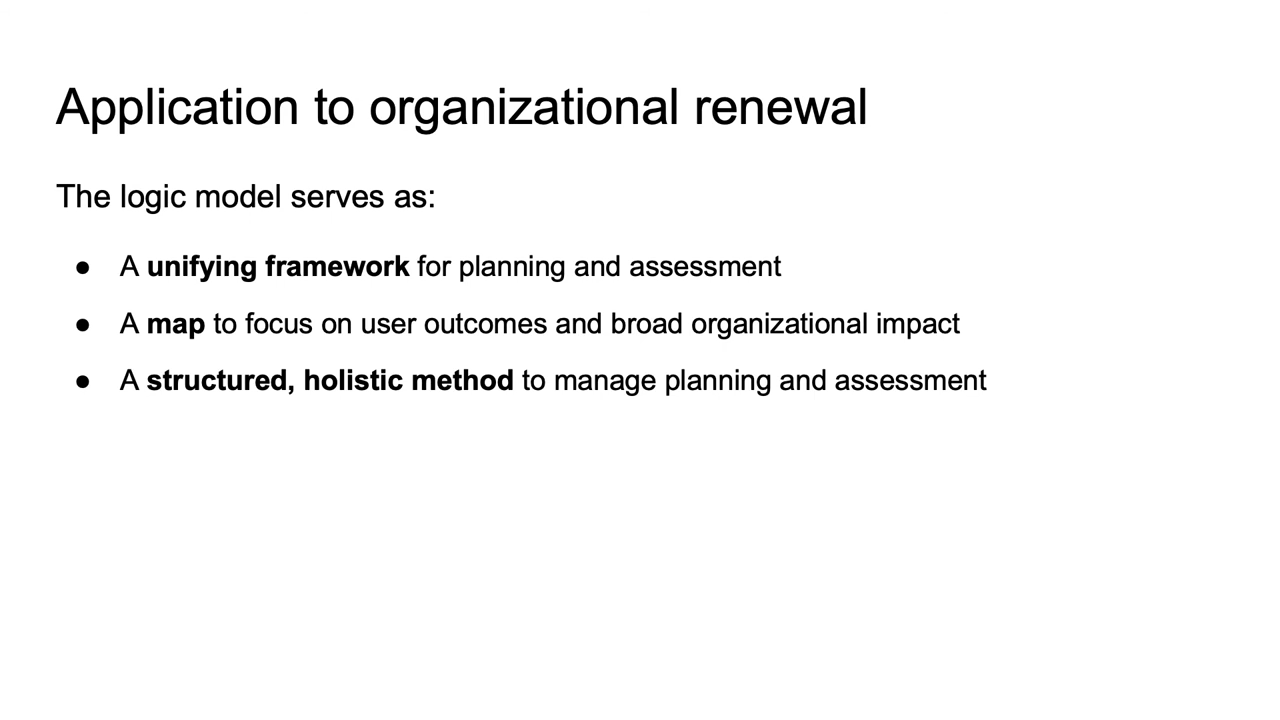 Application to organizational renewal
The logic model serves as:
● A unifying framework for planning and assessment
● A map to focus on user outcomes and broad organizational impact
● A structured, holistic method to manage planning and assessment